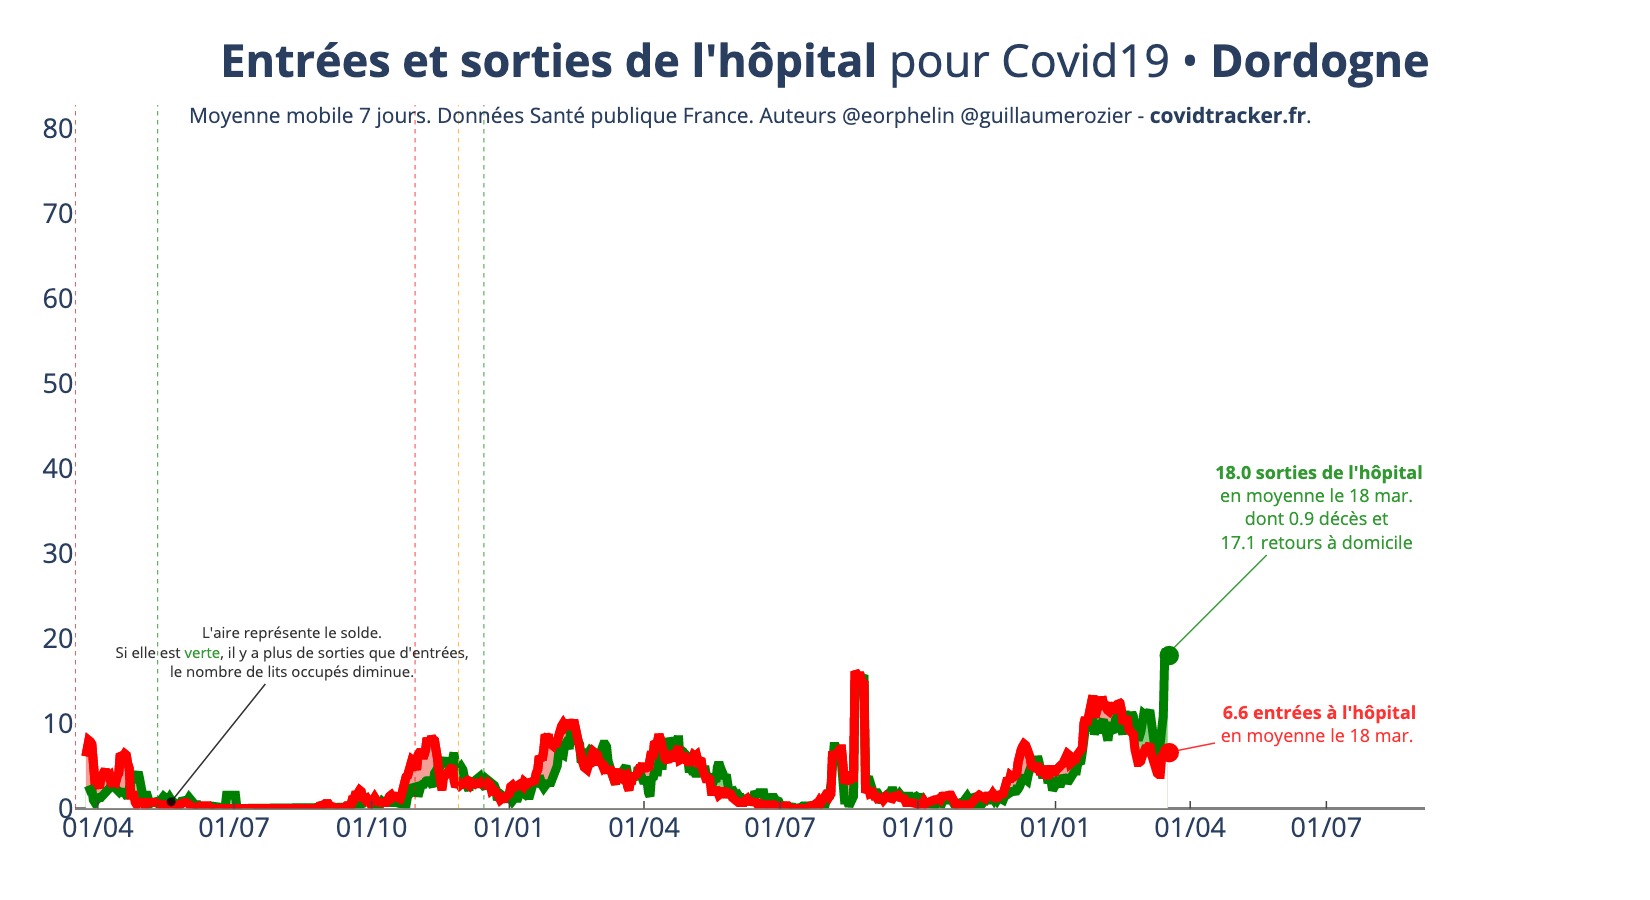 Entrées et sorties de l'hôpital pour Covid19 • Dordogne
Moyenne mobile 7 jours. Données Santé publique France. Auteurs @eorphelin @guillaumerozier - covidtracker.fr.
80
70
60
50
40
30
20
10
0
18.0 sorties de l'hôpital
en moyenne le 18 mar.
dont 0.9 décès et
17.1 retours à domicile
L'aire représente le solde.
Si elle est verte, il y a plus de sorties que d'entrées,
le nombre de lits occupés diminue.
6.6 entrées à l'hôpital
en moyenne le 18 mar.
01/04 01/07 01/10 01/01 01/04 01/07 01/10 01/01 01/04 01/07